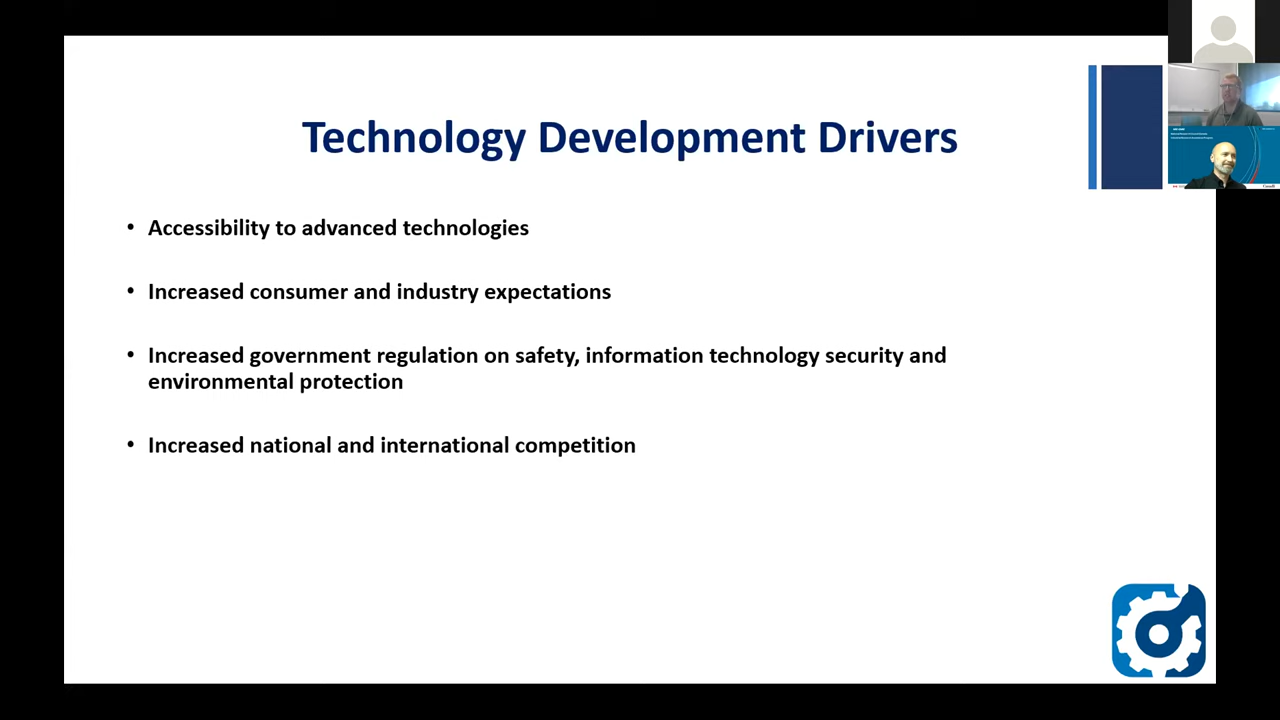 Technology Development Drivers
• Accessibility to advanced technologies
• Increased consumer and industry expectations
• Increased government regulation on safety, information technology security and
environmental protection
• Increased national and international competition
Canada